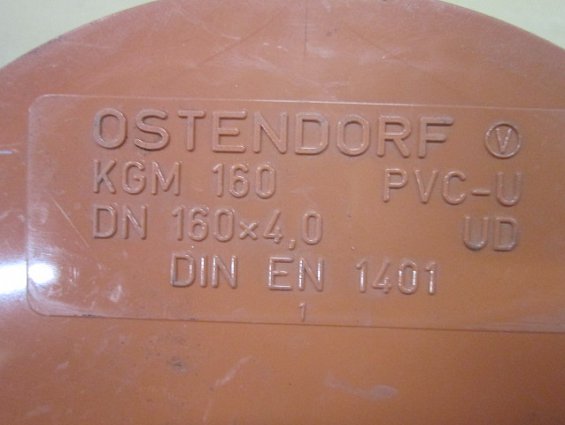 OSTENDORF Ⓥ
KGM 160 PVC-U
DN 160×4,0 UD
DIN EN 1401
1